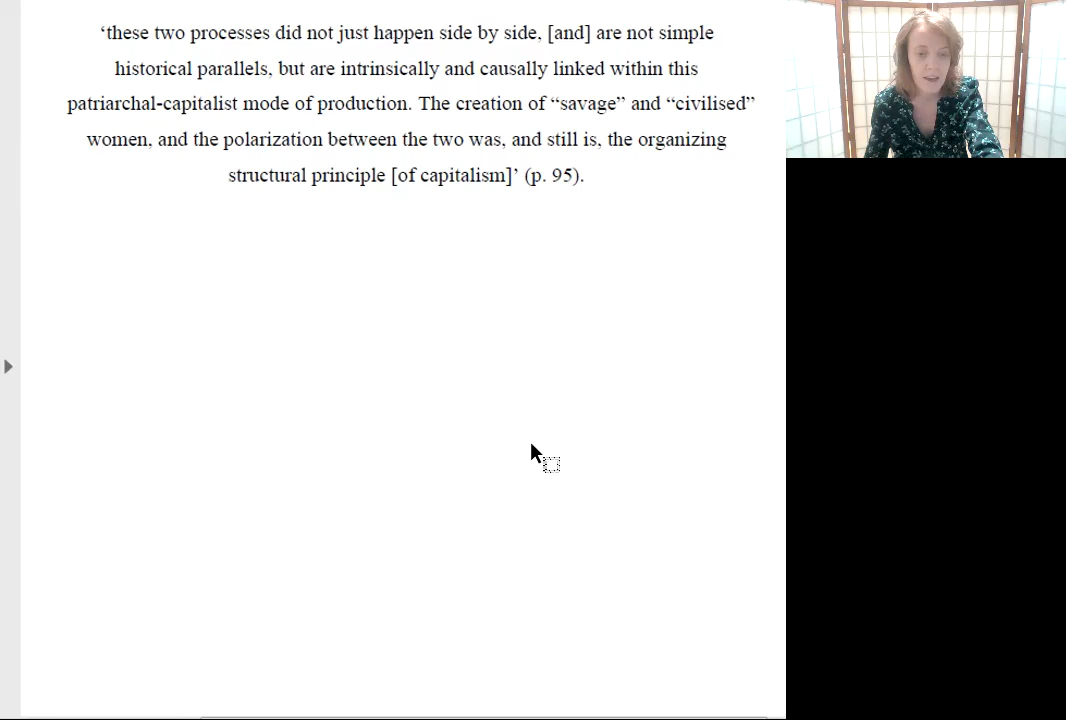 ‘these two processes did not just happen side by side, [and] are not simple
historical parallels, but are intrinsically and causally linked within this
patriarchal-capitalist mode of production. The creation of “savage” and “civilised”
women, and the polarization between the two was, and still is, the organizing
structural principle [of capitalism]’ (p. 95).